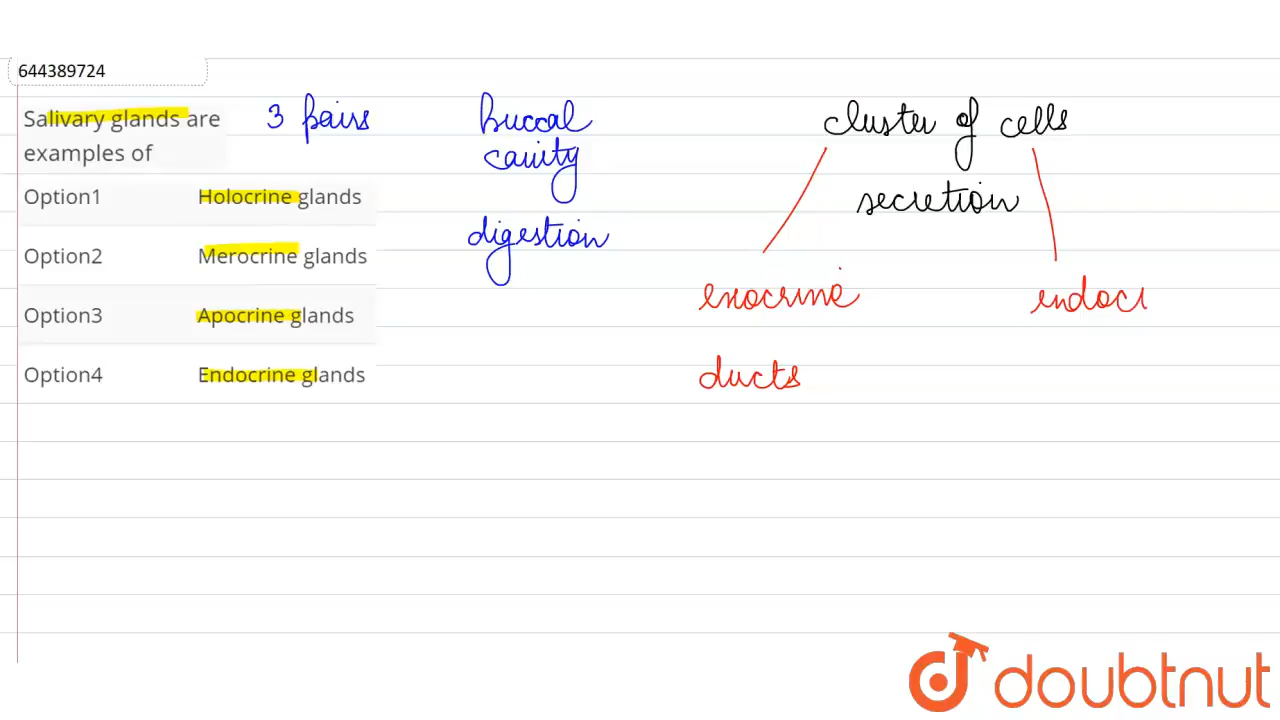 644389724
Salivary glands are
examples of
Option1 Holocrine glands
Option2 Merocrine glands
Option3 Apocrine glands
Option4 Endocrine glands
3 pairs
Buccal
cavity
digestion
cluster of cells
secretion
exocrine
endoci
ducts
doubtnut